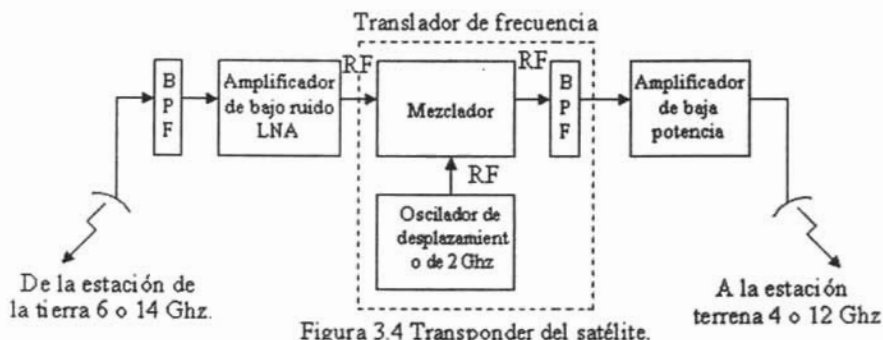 Translador de frecuencia
B
P
F
Amplificador
de bajo ruido
LNA
RF
Mezclador
RF
B
P
F
Amplificador
de baja
potencia
RF
Oscilador de
desplazamient
o de 2 Ghz
De la estación de
la tierra 6 o 14 Ghz.
A la estación
terrena 4 o 12 Ghz
Figura 3.4 Transponder del satélite.